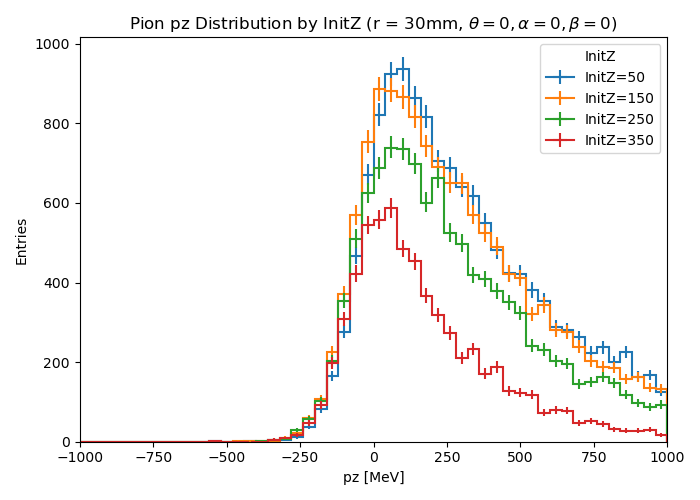 Pion pz Distribution by InitZ (r = 30mm, θ = 0, α = 0, β = 0)
Entries
1000
800
600
400
200
0
InitZ
InitZ=50
InitZ=150
InitZ=250
InitZ=350
−1000 −750 −500 −250 0 250 500 750 1000
pz [MeV]